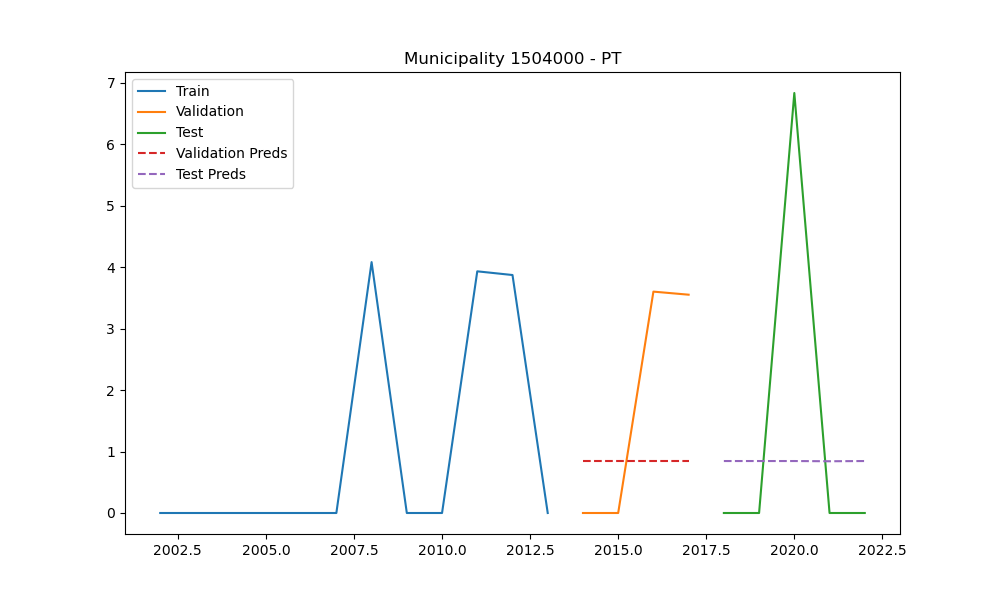 Municipality 1504000 - PT
Train
Validation
Test
Validation Preds
Test Preds
7
6
5
4
3
2
1
0
2002.5 2005.0 2007.5 2010.0 2012.5 2015.0 2017.5 2020.0 2022.5